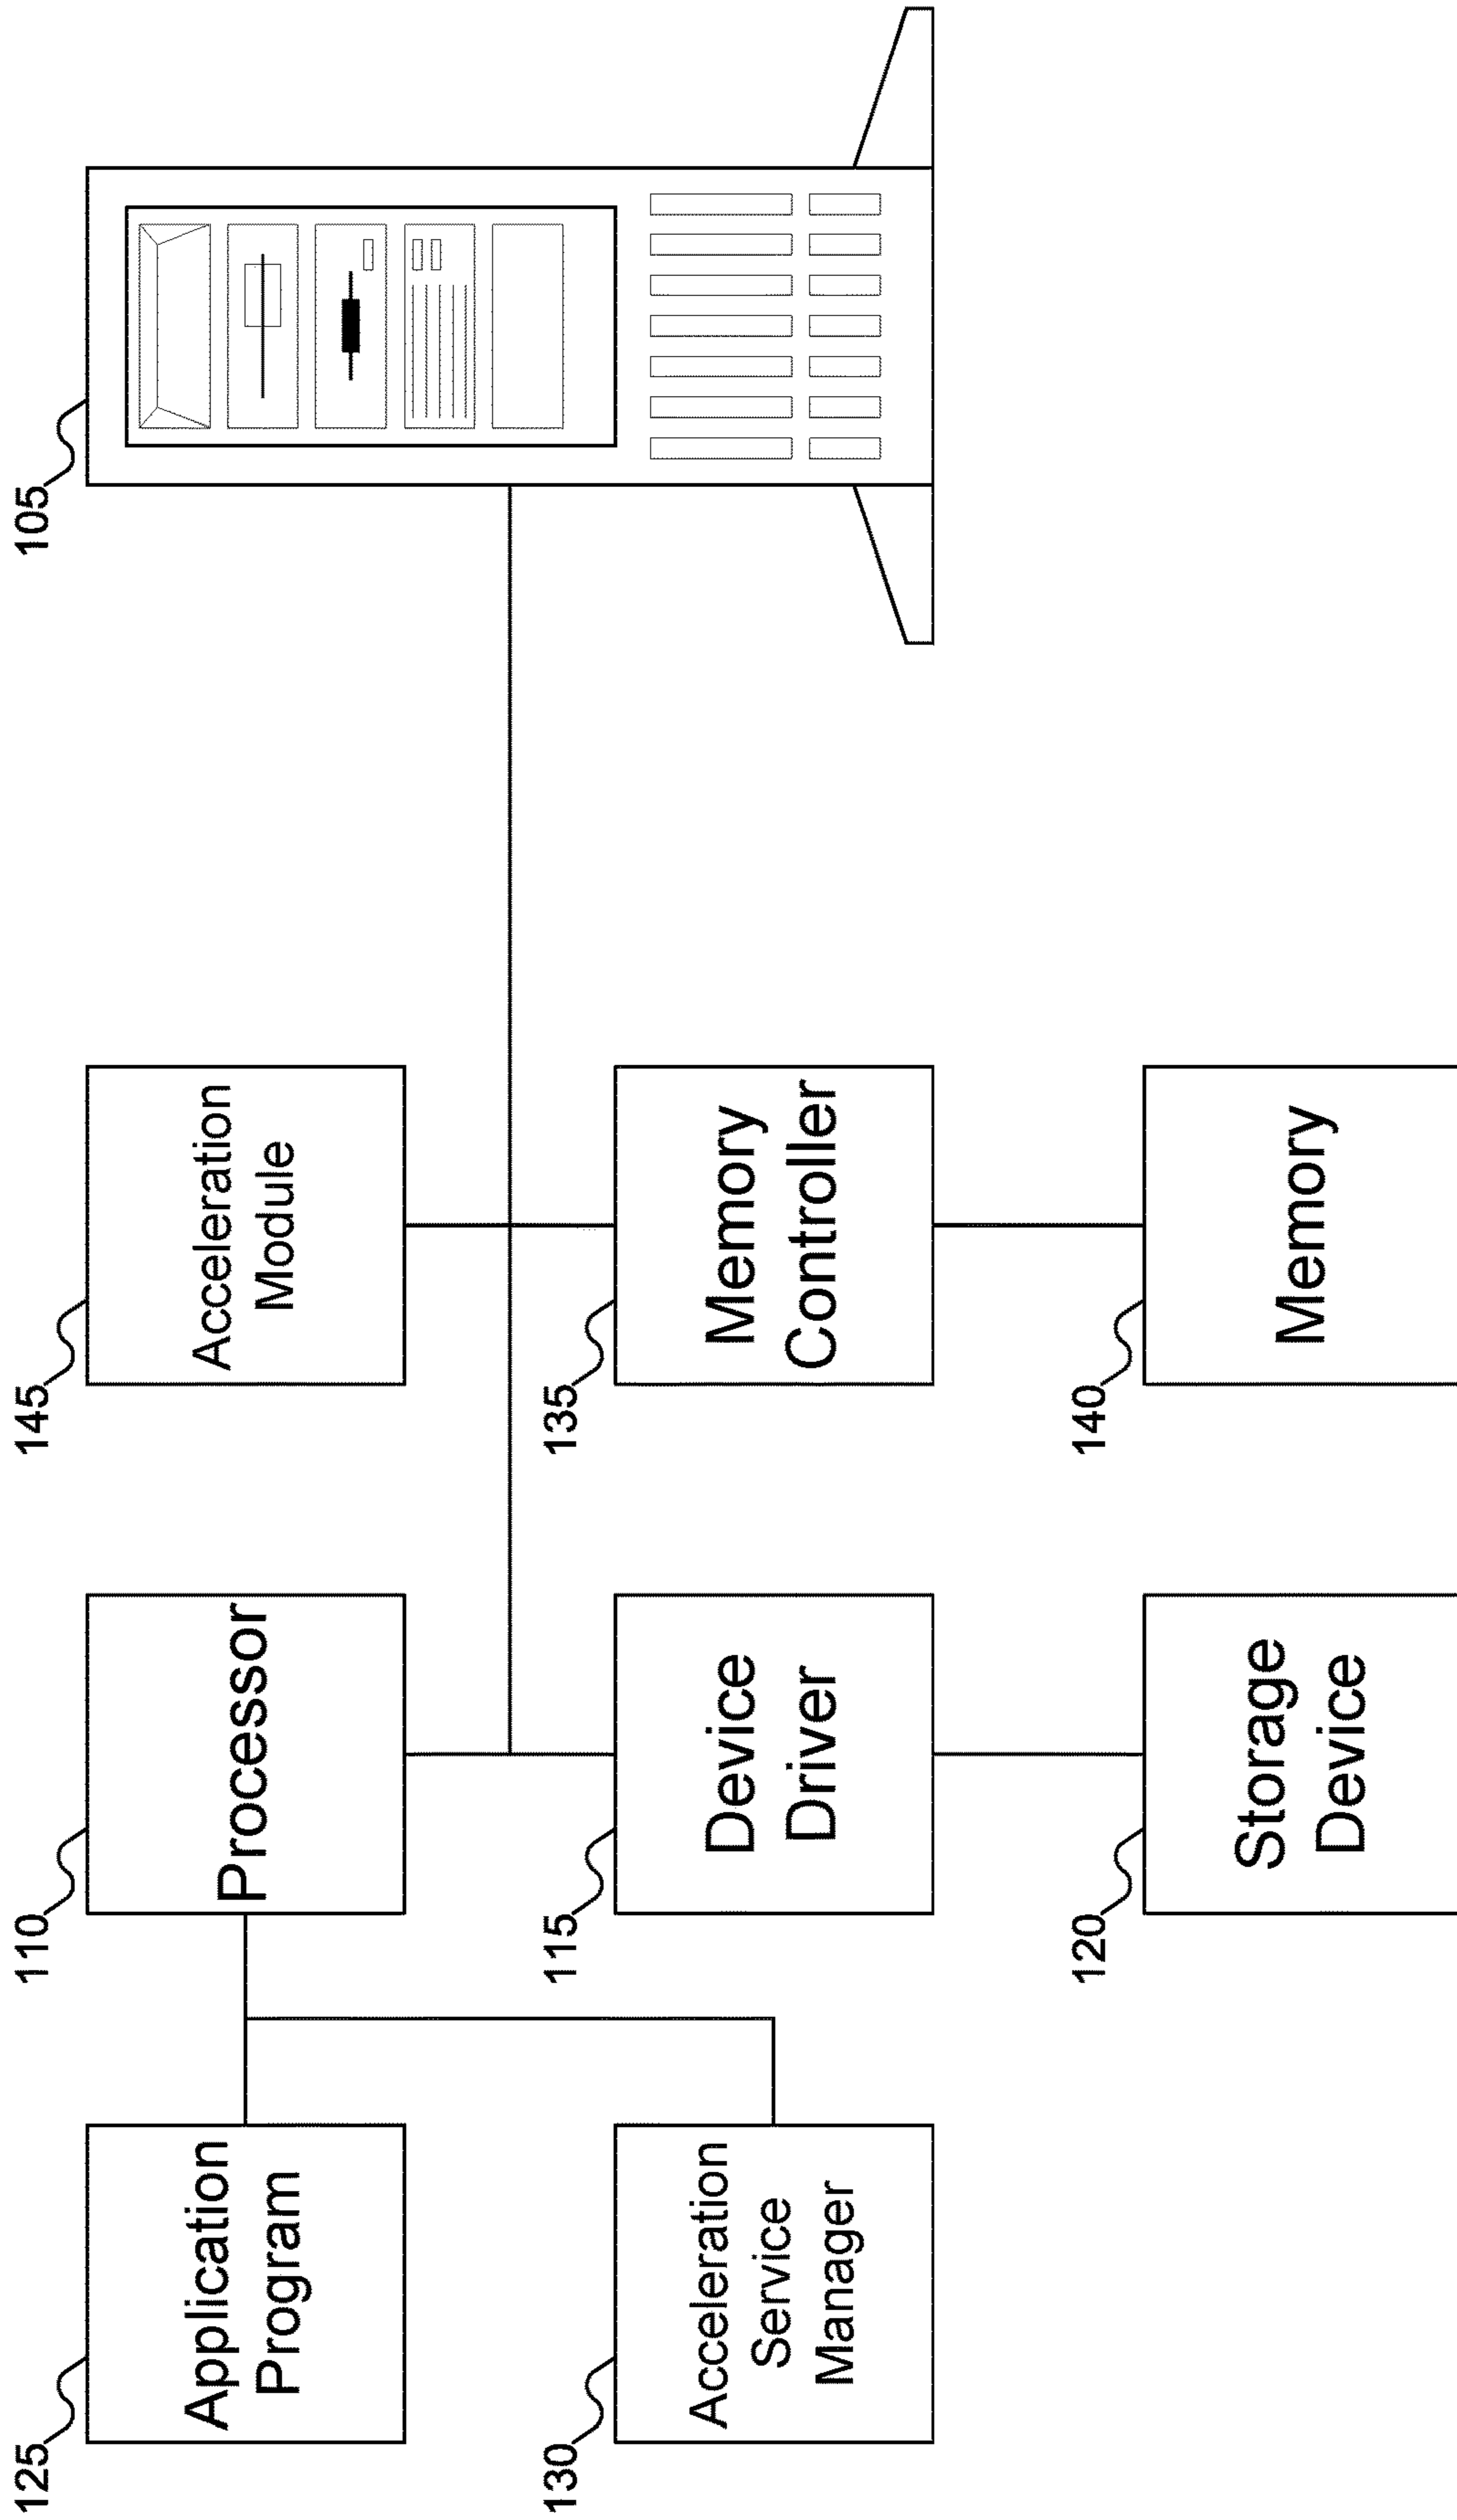 125
Application
Program
110
Processor
145
Acceleration
Module
105
130
Acceleration
Service
Manager
115
Device
Driver
135
Memory
Controller
120
Storage
Device
140
Memory